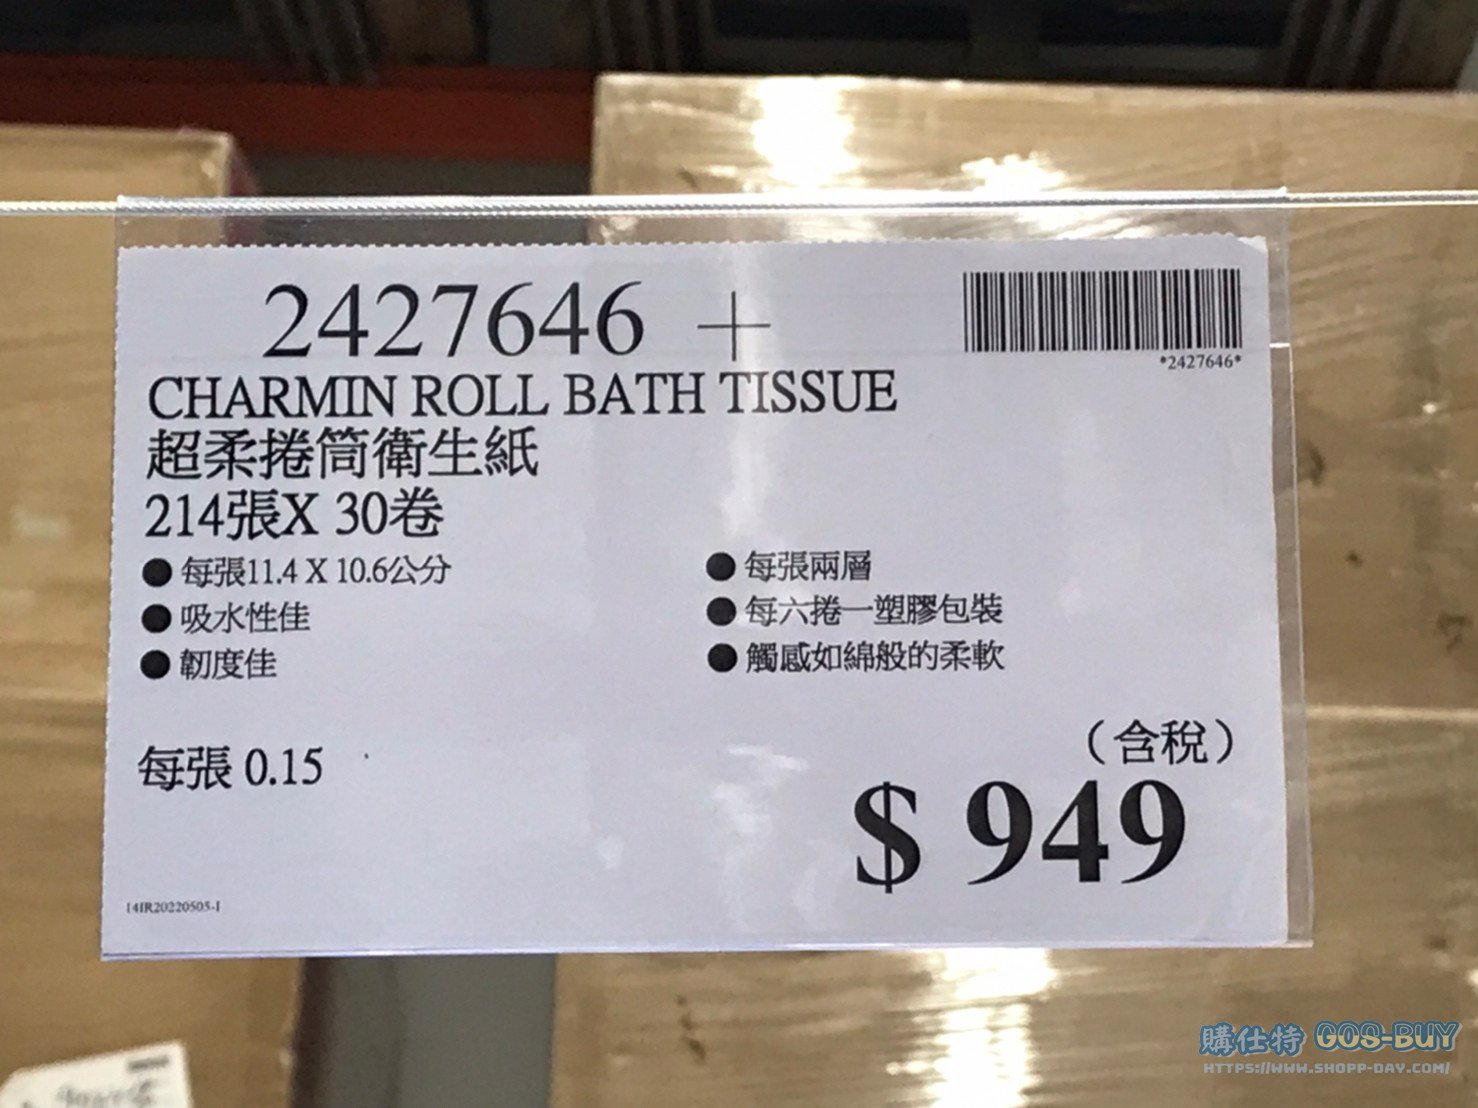 2427646 +
*2427646*
CHARMIN ROLL BATH TISSUE
超柔捲筒衛生紙
214張X 30卷
● 每張11.4 X 10.6公分
● 吸水性佳
● 韌度佳
● 每張兩層
● 每六捲一塑膠包裝
● 觸感如綿般的柔軟
每張 0.15
（含稅）
$ 949
14IR20220505-1
購仕特 GOS-BUY
HTTPS://WWW.SHOPP-DAY.COM/